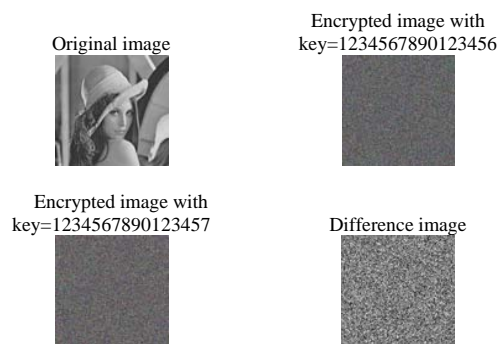 Original image
Encrypted image with
key=1234567890123456
Encrypted image with
key=1234567890123457
Difference image